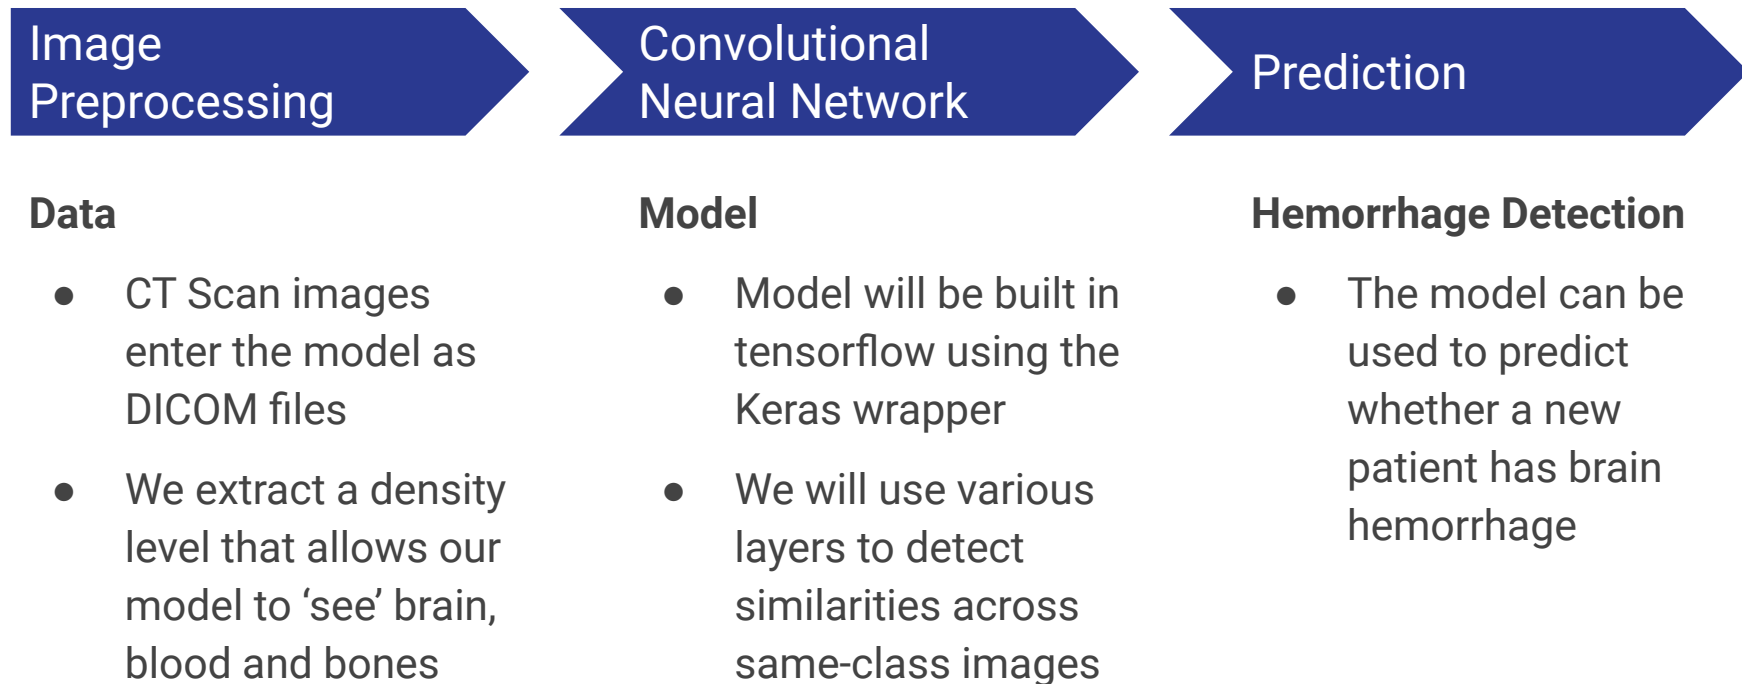 Image
Preprocessing
Convolutional
Neural Network
Prediction
Data
● CT Scan images
enter the model as
DICOM files
● We extract a density
level that allows our
model to ‘see’ brain,
blood and bones
Model
● Model will be built in
tensorflow using the
Keras wrapper
● We will use various
layers to detect
similarities across
same-class images
Hemorrhage Detection
● The model can be
used to predict
whether a new
patient has brain
hemorrhage